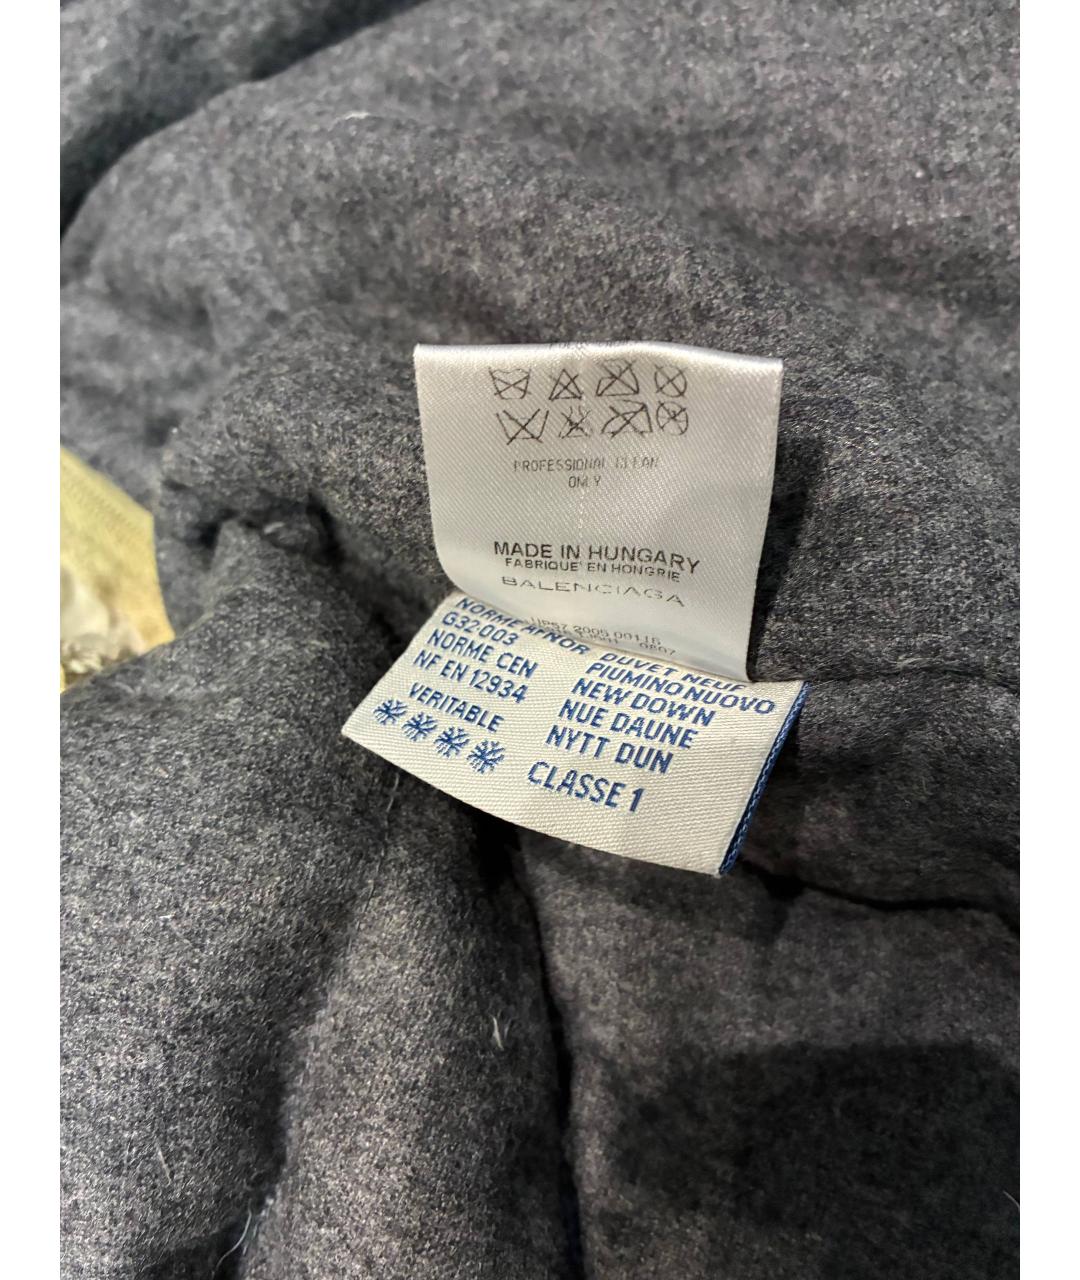 PROFESSIONAL CLEAN
ONLY
MADE IN HUNGARY
FABRIQUE' EN HONGRIE
BALENCIAGA
0807
NORME AFNOR
G32 003
NORME CEN
NF EN 12934
VERITABLE
DUVET NEUF
PIUMINO NUOVO
NEW DOWN
NUE DAUNE
NYTT DUN
CLASSE 1